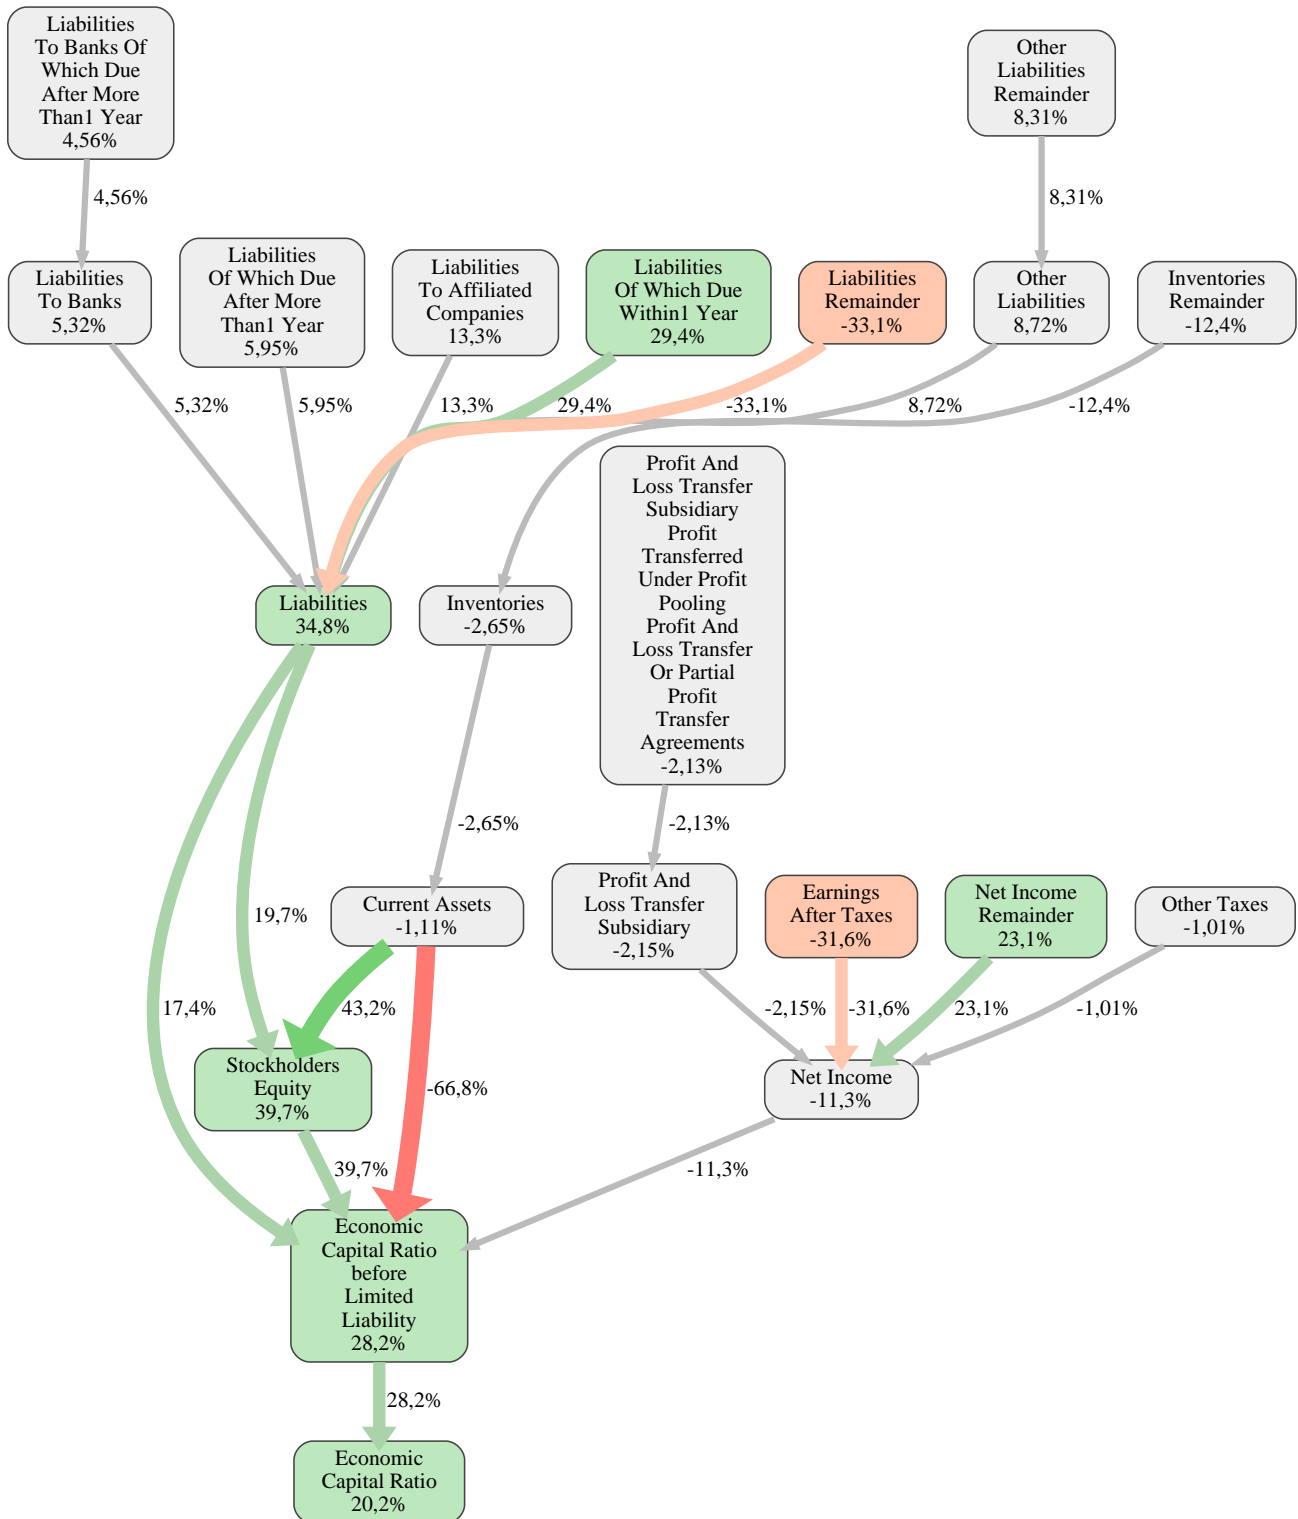 Liabilities
To Banks Of
Which Due
After More
Than1 Year
4,56%
Other
Liabilities
Remainder
8,31%
4,56%
8,31%
Liabilities
To Banks
5,32%
Liabilities
Of Which Due
After More
Than1 Year
5,95%
Liabilities
To Affiliated
Companies
13,3%
Liabilities
Of Which Due
Within1 Year
29,4%
Liabilities
Remainder
-33,1%
Other
Liabilities
8,72%
Inventories
Remainder
-12,4%
5,32%
5,95%
13,3%
29,4%
-33,1%
8,72%
-12,4%
Profit And
Loss Transfer
Subsidiary
Profit
Transferred
Under Profit
Pooling
Profit And
Loss Transfer
Or Partial
Profit
Transfer
Agreements
-2,13%
Liabilities
34,8%
Inventories
-2,65%
-2,65%
-2,13%
19,7%
Current Assets
-1,11%
Profit And
Loss Transfer
Subsidiary
-2,15%
Earnings
After Taxes
-31,6%
Net Income
Remainder
23,1%
Other Taxes
-1,01%
17,4%
43,2%
-66,8%
-2,15%
-31,6%
23,1%
-1,01%
Stockholders
Equity
39,7%
Net Income
-11,3%
39,7%
-11,3%
Economic
Capital Ratio
before
Limited
Liability
28,2%
28,2%
Economic
Capital Ratio
20,2%